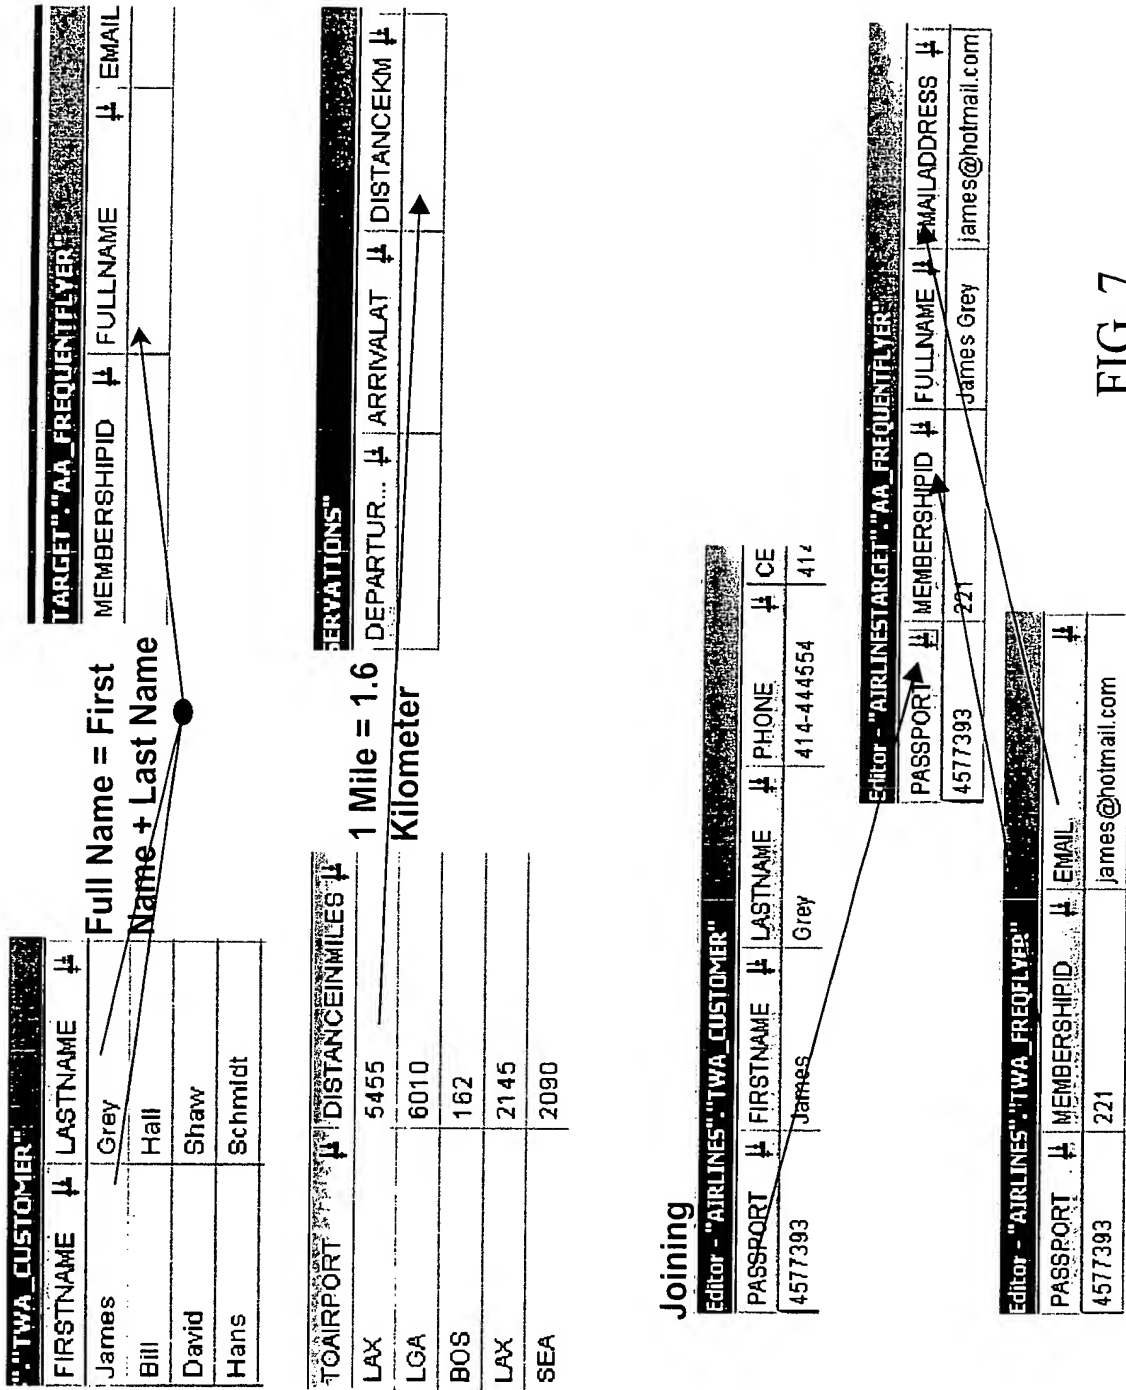 "."TWA_CUSTOMER"
FIRSTNAME LASTNAME
James Grey
Bill Hall
David Shaw
Hans Schmidt
Full Name = First
Name + Last Name
TARGET"."AA_FREQUENTFLYER"
MEMBERSHIPID FULLNAME EMAIL
TOAIRPORT DISTANCEINMILES
LAX 5455
LGA 6010
BOS 162
LAX 2145
SEA 2090
1 Mile = 1.6
Kilometer
SERVATIONS"
DEPARTUR... ARRIVALAT DISTANCEKM
Joining
Editor - "AIRLINES"."TWA_CUSTOMER"
PASSPORT FIRSTNAME LASTNAME PHONE CE
4577393 James Grey 414-444554 414
Editor - "AIRLINESTARGET"."AA_FREQUENTFLYER"
PASSPORT MEMBERSHIPID FULLNAME EMAILADDRESS
4577393 221 James Grey james@hotmail.com
Editor - "AIRLINES"."TWA_FREQFLYER"
PASSPORT MEMBERSHIPID EMAIL
4577393 221 james@hotmail.com
FIG. 7